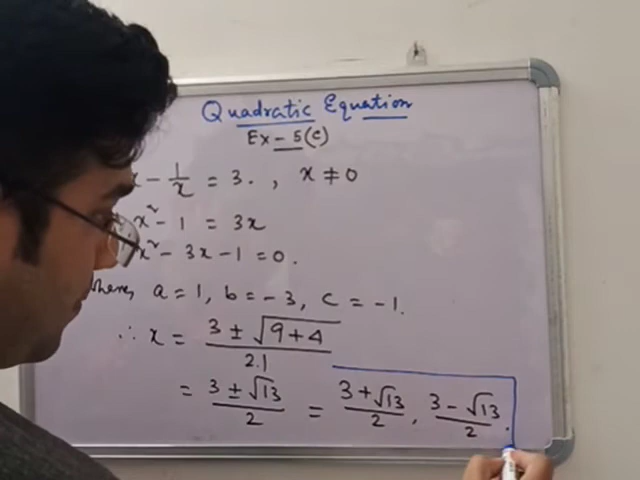 Quadratic Equation
Ex - 5(c)
x - 1/x = 3. , x ≠ 0
x² - 1 = 3x
x² - 3x - 1 = 0.
a = 1, b = -3, c = -1.
∴ x = (3 ± √(9+4))/2.1
= (3 ± √13)/2 = (3+√13)/2, (3-√13)/2.